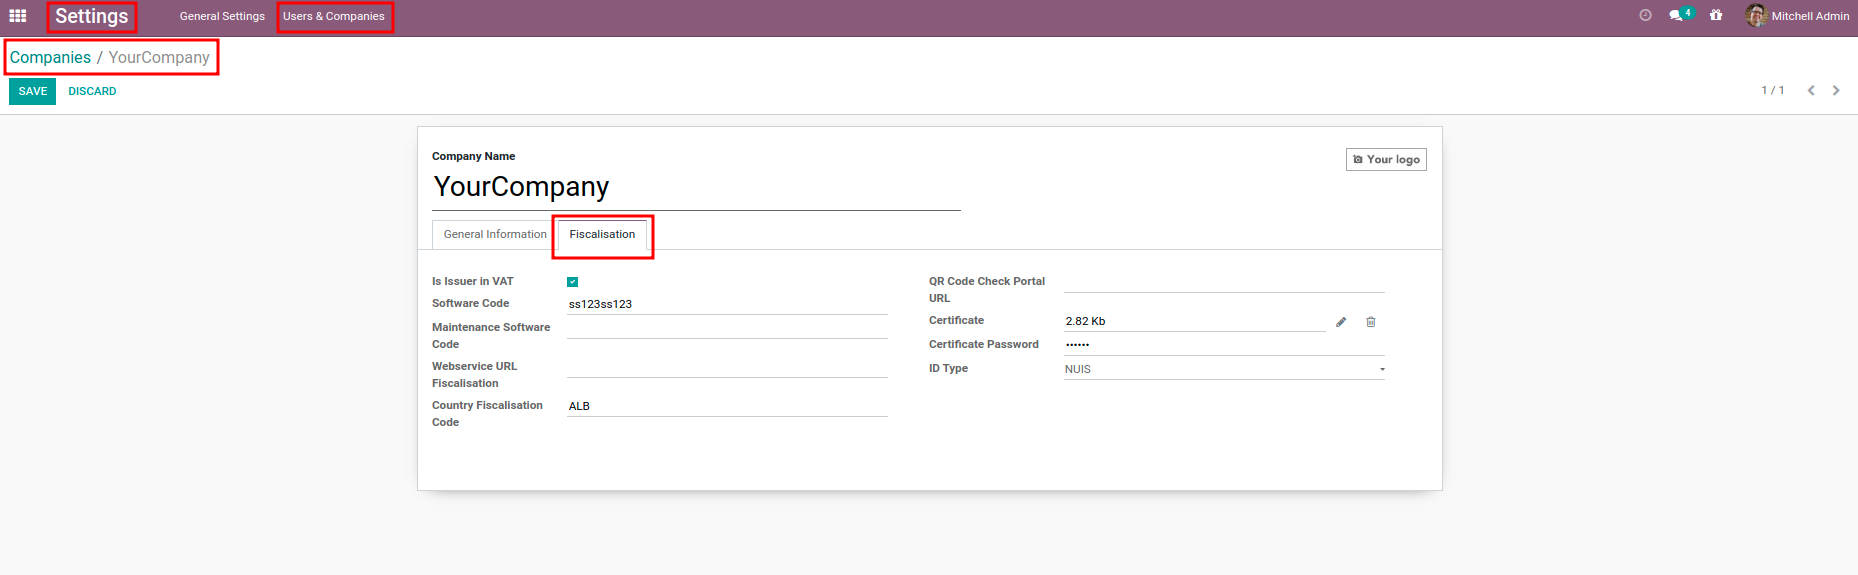 Settings General Settings Users & Companies 4 Mitchell Admin
Companies / YourCompany
SAVE DISCARD 1 / 1
Company Name
Your logo
YourCompany
General Information Fiscalisation
Is Issuer in VAT
Software Code ss123ss123
Maintenance Software
Code
Webservice URL
Fiscalisation
Country Fiscalisation ALB
Code
QR Code Check Portal
URL
Certificate 2.82 Kb
Certificate Password ••••••
ID Type NUIS